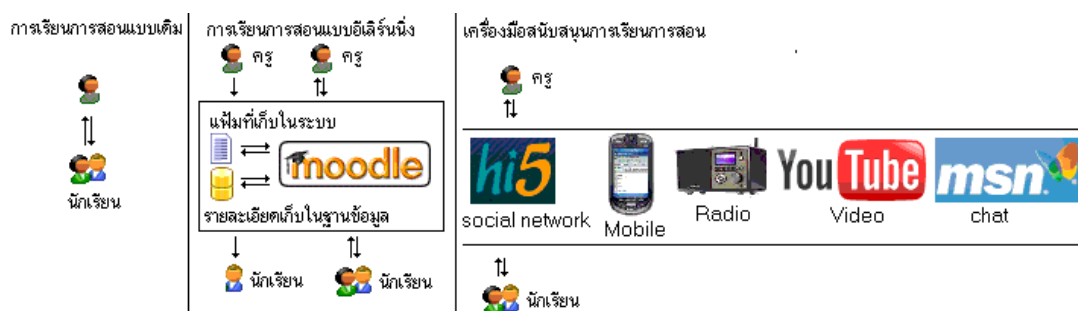 การเรียนการสอนแบบเดิม
นักเรียน
การเรียนการสอนแบบอีเลิร์นนิ่ง
ครู ครู
แฟ้มที่เก็บในระบบ
moodle
รายละเอียดเก็บในฐานข้อมูล
นักเรียน นักเรียน
เครื่องมือสนับสนุนการเรียนการสอน
ครู
hi5 YouTube msn
social network Mobile Radio Video chat
นักเรียน